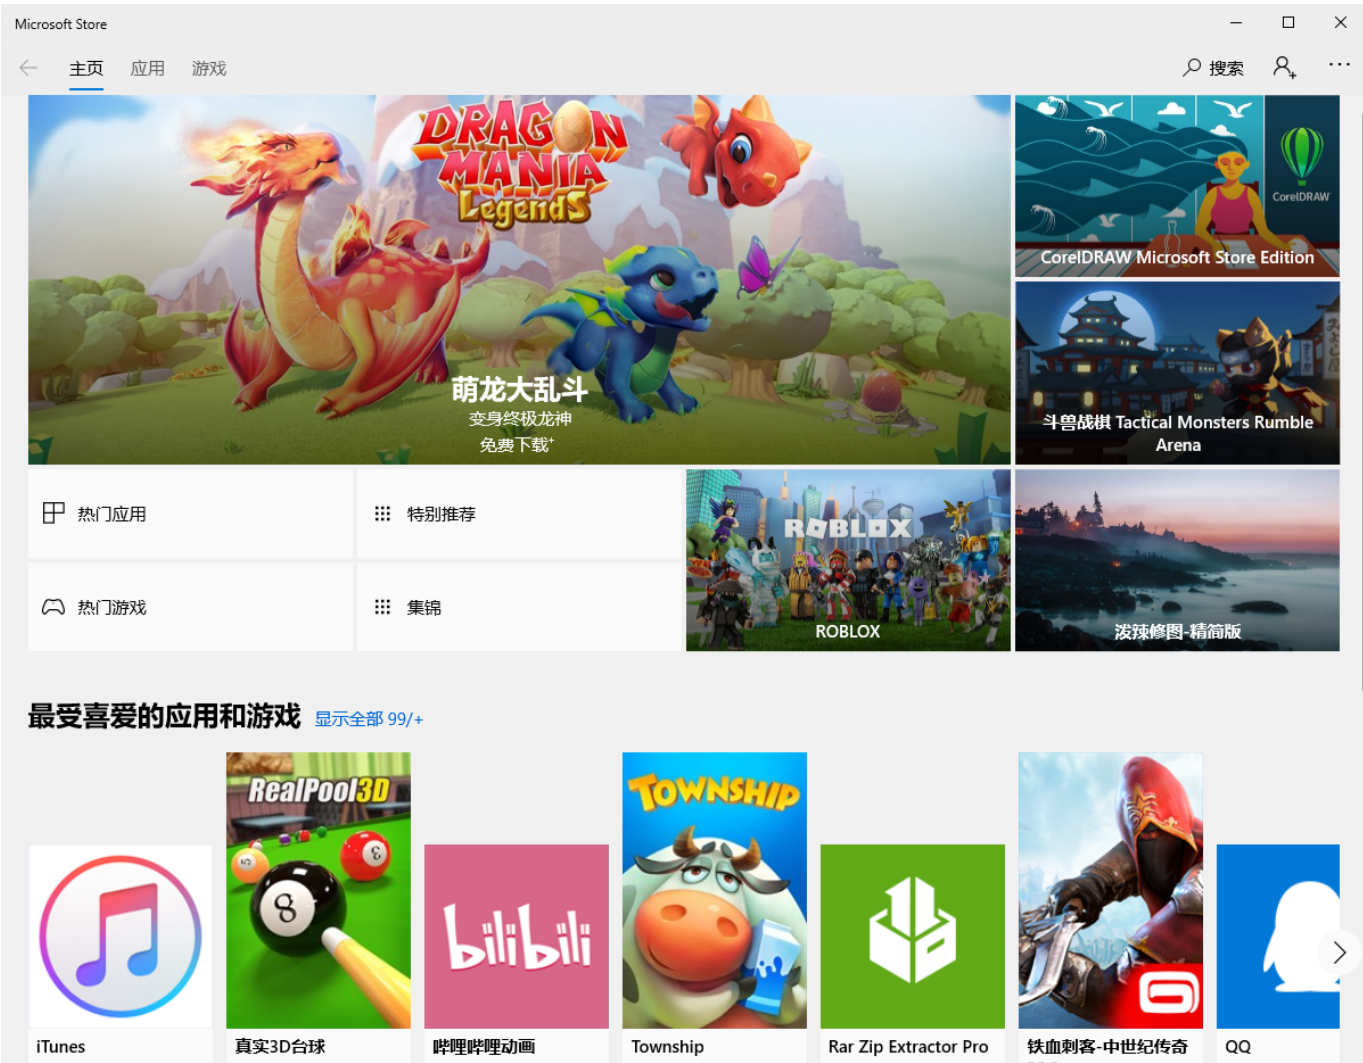 Microsoft Store
主页 应用 游戏 搜索
DRAGON
MANIA
Legends
萌龙大乱斗
变身终极龙神
免费下载+
CorelDRAW
CorelDRAW Microsoft Store Edition
斗兽战棋 Tactical Monsters Rumble
Arena
热门应用
特别推荐
热门游戏
集锦
ROBLOX
ROBLOX
泼辣修图-精简版
最受喜爱的应用和游戏 显示全部 99/+
RealPool3D
5
8
TOWNSHIP
bilibili
iTunes
真实3D台球
哔哩哔哩动画
Township
Rar Zip Extractor Pro
铁血刺客-中世纪传奇
QQ